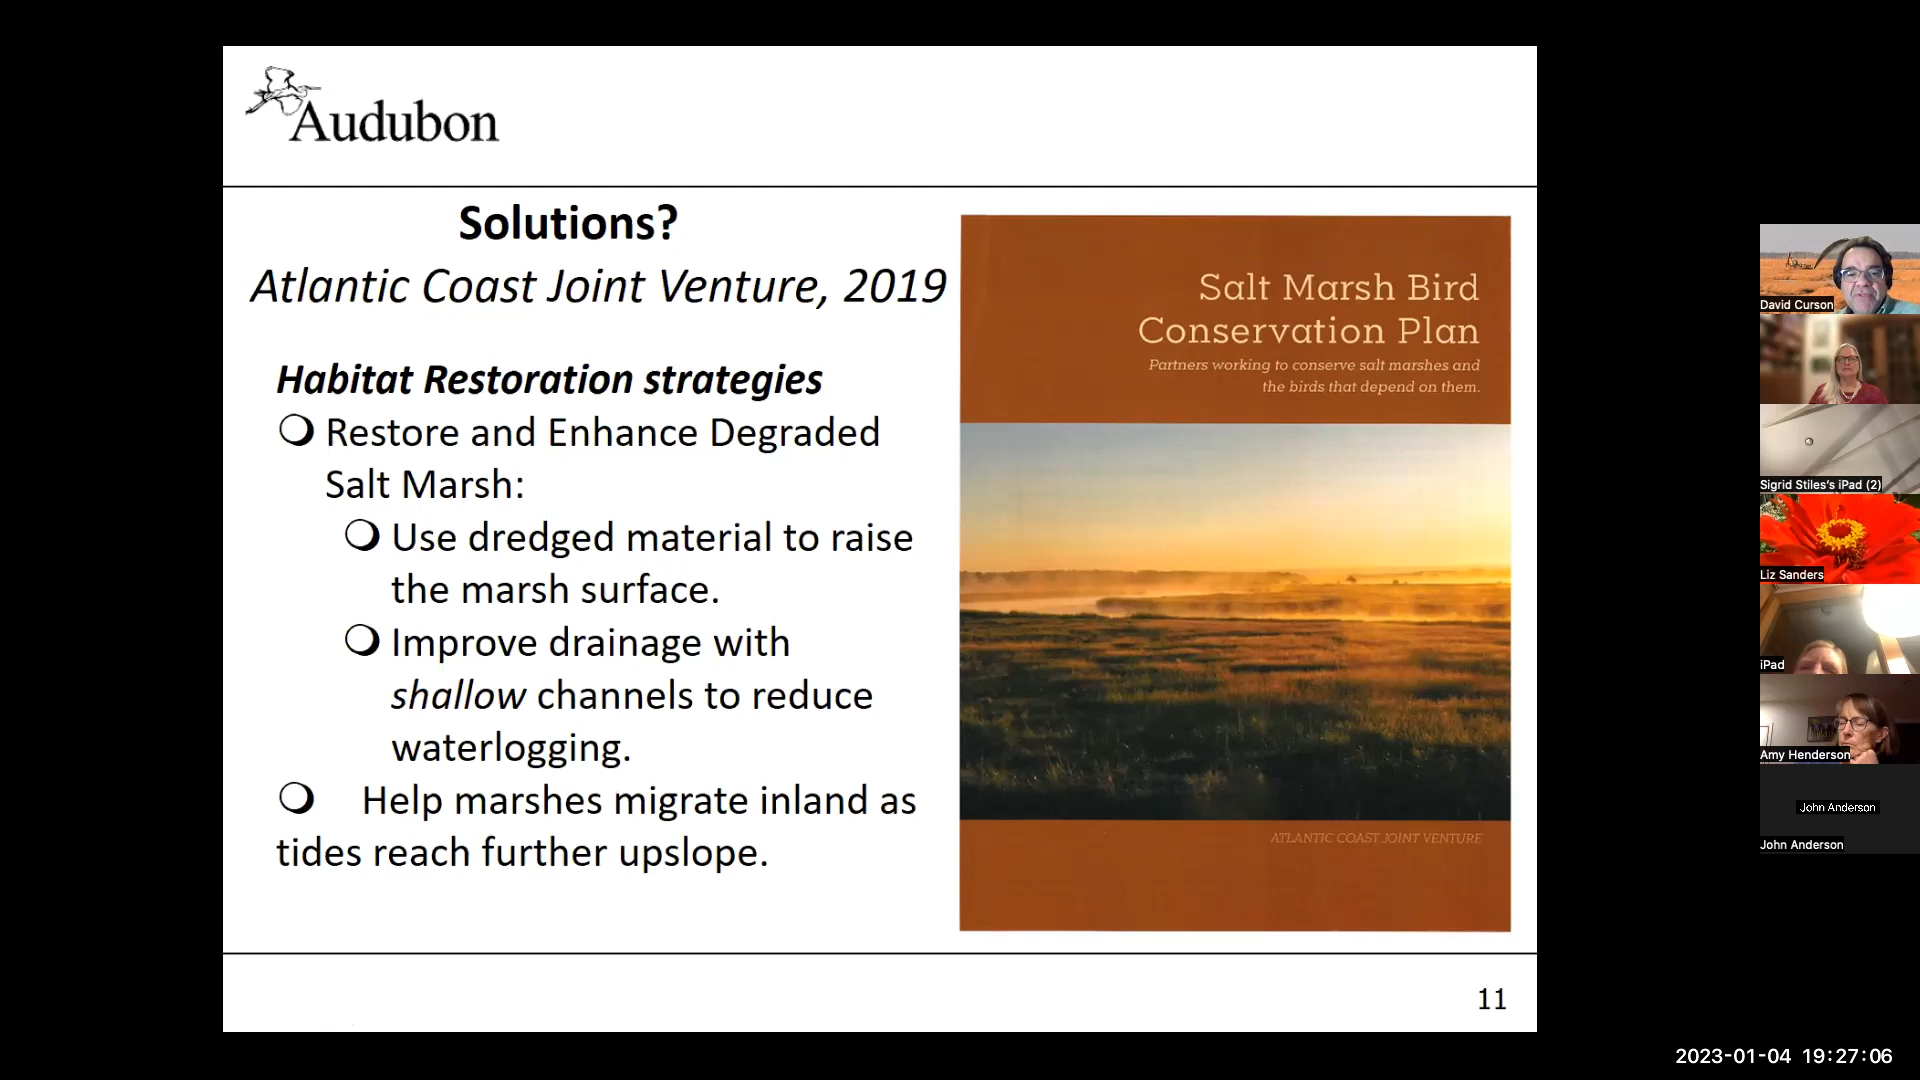 Audubon
Solutions?
Atlantic Coast Joint Venture, 2019
Habitat Restoration strategies
Restore and Enhance Degraded
Salt Marsh:
Use dredged material to raise
the marsh surface.
Improve drainage with
shallow channels to reduce
waterlogging.
Help marshes migrate inland as
tides reach further upslope.
Salt Marsh Bird
Conservation Plan
Partners working to conserve salt marshes and
the birds that depend on them.
ATLANTIC COAST JOINT VENTURE
11
David Curson
Sigrid Stiles's iPad (2)
Liz Sanders
iPad
Amy Henderson
John Anderson
John Anderson
2023-01-04 19:27:06